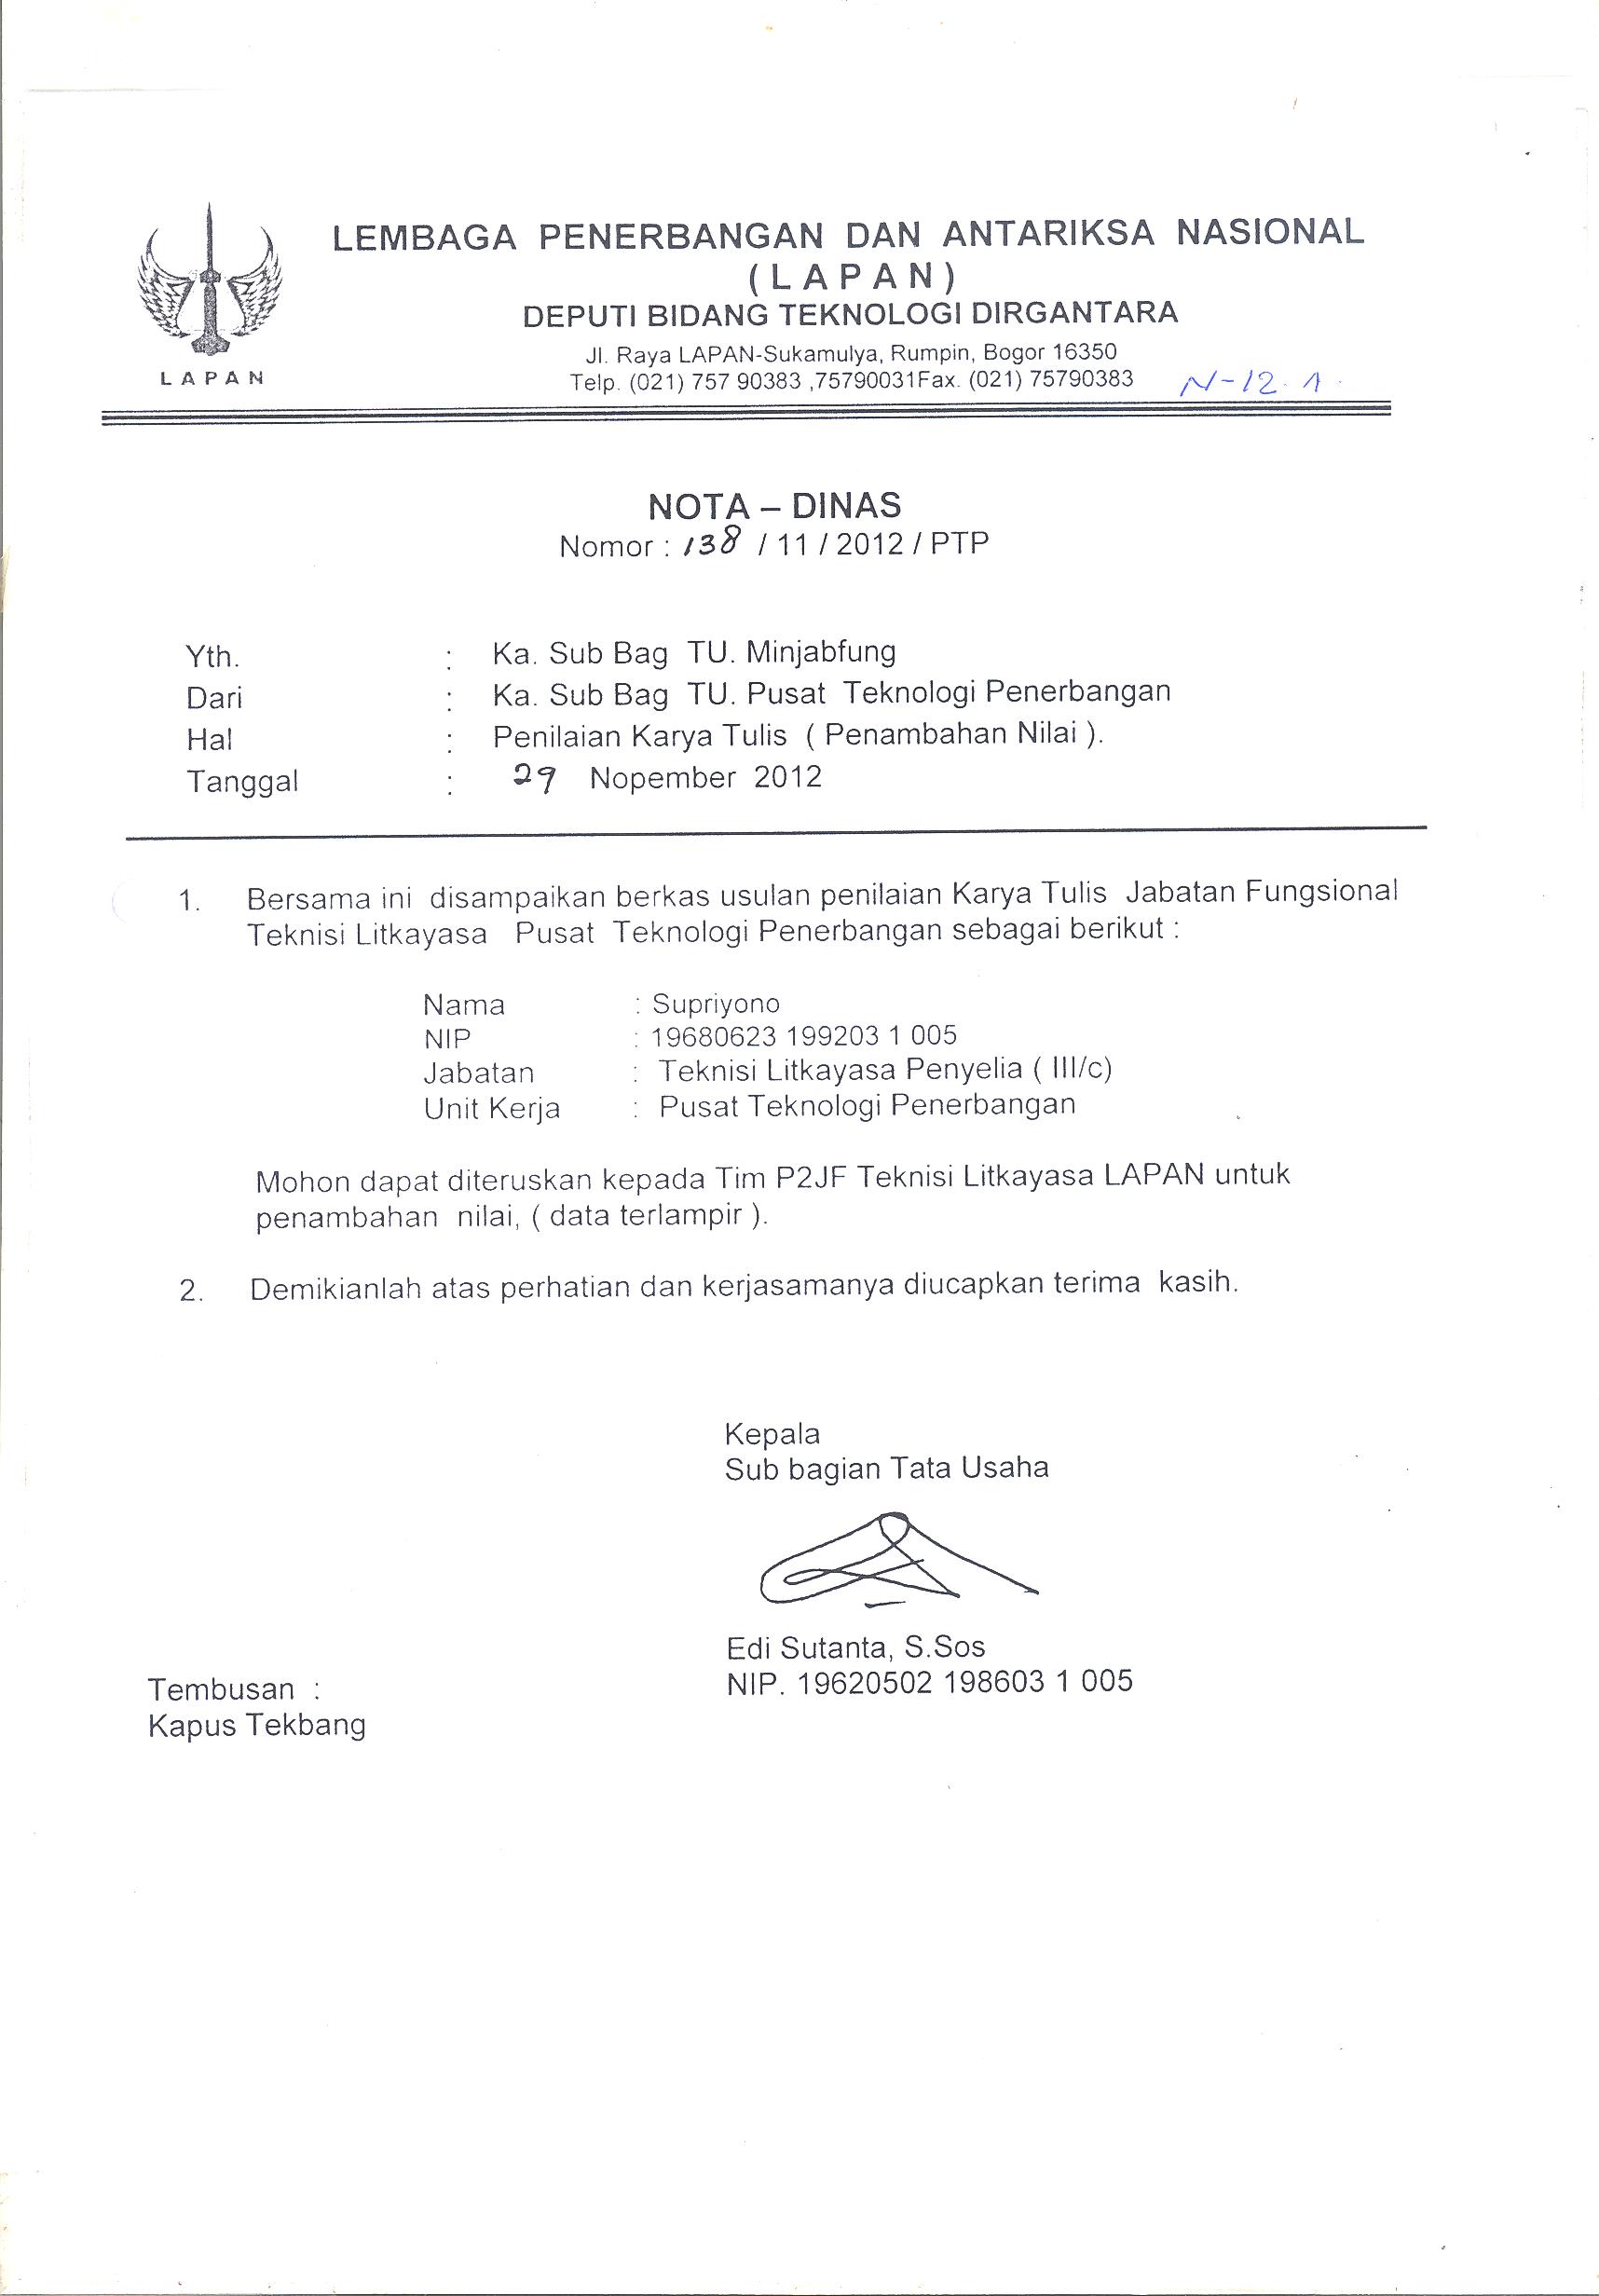 LEMBAGA PENERBANGAN DAN ANTARIKSA NASIONAL
( L A P A N )
DEPUTI BIDANG TEKNOLOGI DIRGANTARA
Jl. Raya LAPAN-Sukamulya, Rumpin, Bogor 16350
Telp. (021) 757 90383 ,75790031Fax. (021) 75790383 N-12.1
L A P A N
NOTA – DINAS
Nomor : 138 / 11 / 2012 / PTP
Yth. : Ka. Sub Bag TU. Minjabfung
Dari : Ka. Sub Bag TU. Pusat Teknologi Penerbangan
Hal : Penilaian Karya Tulis ( Penambahan Nilai ).
Tanggal : 29 Nopember 2012
1. Bersama ini disampaikan berkas usulan penilaian Karya Tulis Jabatan Fungsional
Teknisi Litkayasa Pusat Teknologi Penerbangan sebagai berikut :
Nama : Supriyono
NIP : 19680623 199203 1 005
Jabatan : Teknisi Litkayasa Penyelia ( III/c)
Unit Kerja : Pusat Teknologi Penerbangan
Mohon dapat diteruskan kepada Tim P2JF Teknisi Litkayasa LAPAN untuk
penambahan nilai, ( data terlampir ).
2. Demikianlah atas perhatian dan kerjasamanya diucapkan terima kasih.
Kepala
Sub bagian Tata Usaha
Edi Sutanta, S.Sos
NIP. 19620502 198603 1 005
Tembusan :
Kapus Tekbang